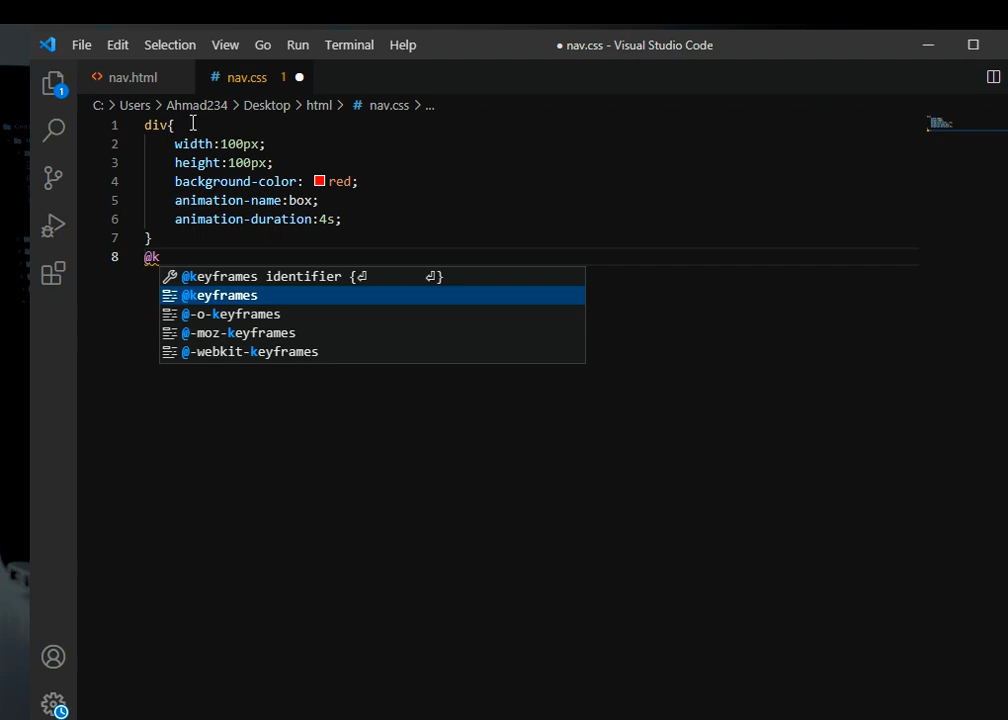 File Edit Selection View Go Run Terminal Help ● nav.css - Visual Studio Code
<> nav.html # nav.css 1 ●
C: > Users > Ahmad234 > Desktop > html > # nav.css > ...
1 div{
2 width:100px;
3 height:100px;
4 background-color: red;
5 animation-name:box;
6 animation-duration:4s;
7 }
8 @k
@keyframes identifier {⏎ ⏎}
@keyframes
@-o-keyframes
@-moz-keyframes
@-webkit-keyframes
1